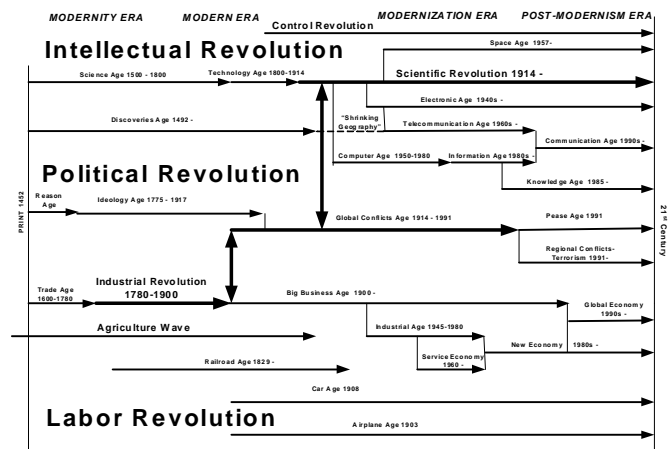 MODERNITY ERA
MODERN ERA
MODERNIZATION ERA
POST-MODERNISM ERA
Control Revolution
Intellectual Revolution
Space Age 1957-
Science Age 1500 - 1800
Technology Age 1800-1914
Scientific Revolution 1914 -
Electronic Age 1940s -
Discoveries Age 1492 -
"Shrinking
Geography"
Telecommunication Age 1960s -
Communication Age 1990s -
Computer Age 1950-1980
Information Age 1980s -
Political Revolution
Knowledge Age 1985 -
Reason
Age
Ideology Age 1775 - 1917
PRINT 1452
Global Conflicts Age 1914 - 1991
Pease Age 1991
21st Century
Regional Conflicts-
Terrorism 1991-
Trade Age
1600-1780
Industrial Revolution
1780-1900
Big Business Age 1900 -
Global Economy
1990s -
Agriculture Wave
Industrial Age 1945-1980
New Economy 1980s -
Service Economy
1960 -
Railroad Age 1829 -
Car Age 1908
Labor Revolution
Airplane Age 1903